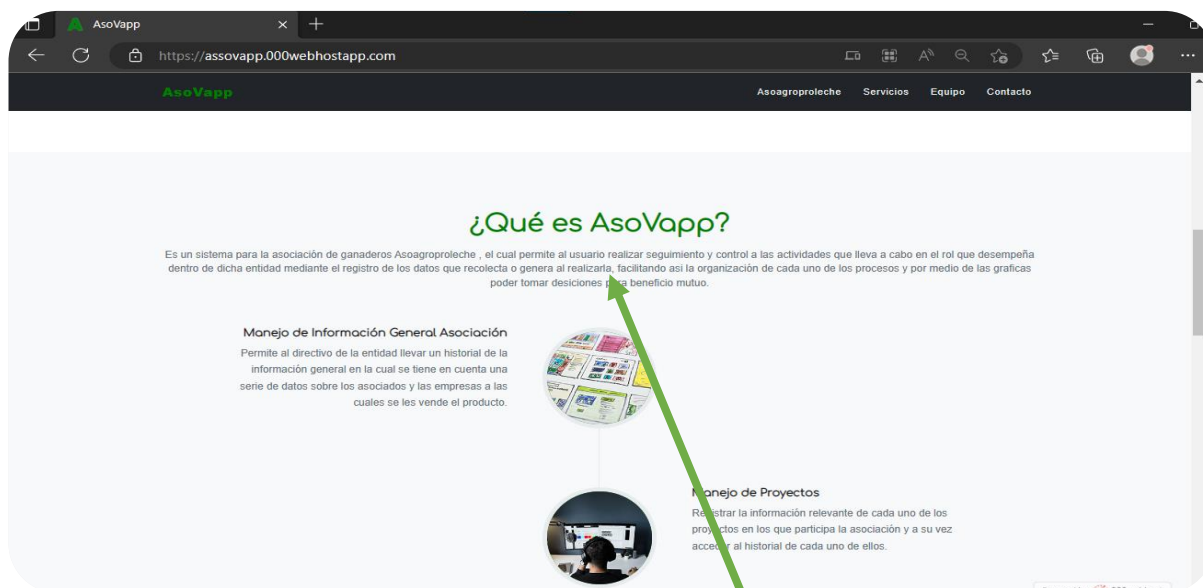 AsoVapp
https://assovapp.000webhostapp.com
AsoVapp
Asoagroproleche Servicios Equipo Contacto
¿Qué es AsoVapp?
Es un sistema para la asociación de ganaderos Asoagroproleche , el cual permite al usuario realizar seguimiento y control a las actividades que lleva a cabo en el rol que desempeña
dentro de dicha entidad mediante el registro de los datos que recolecta o genera al realizarla, facilitando asi la organización de cada uno de los procesos y por medio de las graficas
poder tomar desiciones para beneficio mutuo.
Manejo de Información General Asociación
Permite al directivo de la entidad llevar un historial de la
información general en la cual se tiene en cuenta una
serie de datos sobre los asociados y las empresas a las
cuales se les vende el producto.
Manejo de Proyectos
Registrar la información relevante de cada uno de los
proyectos en los que participa la asociación y a su vez
acceder al historial de cada uno de ellos.